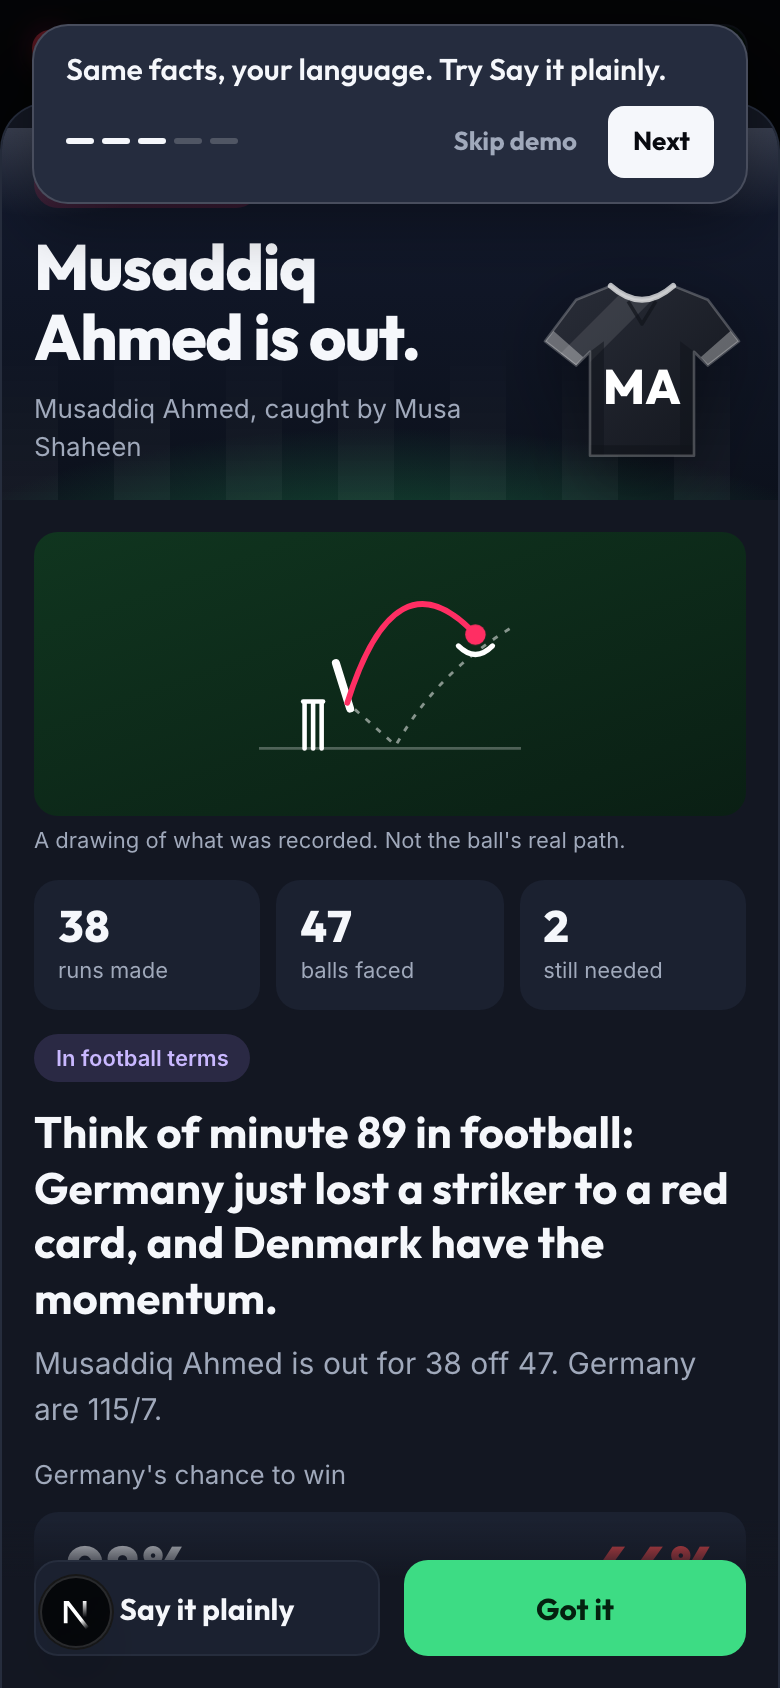 Same facts, your language. Try Say it plainly.
Skip demo
Next
Musaddiq
Ahmed is out.
Musaddiq Ahmed, caught by Musa
Shaheen
MA
A drawing of what was recorded. Not the ball's real path.
38
runs made
47
balls faced
2
still needed
In football terms
Think of minute 89 in football:
Germany just lost a striker to a red
card, and Denmark have the
momentum.
Musaddiq Ahmed is out for 38 off 47. Germany
are 115/7.
Germany's chance to win
N
Say it plainly
Got it